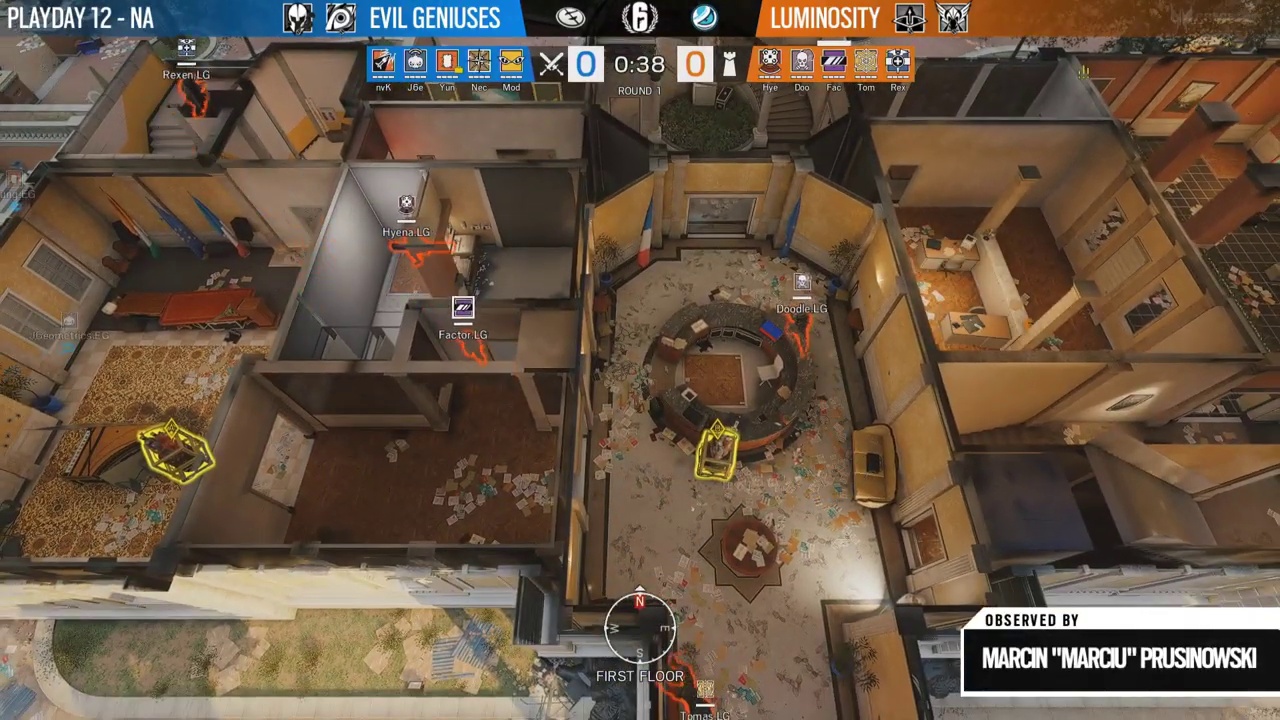 PLAYDAY 12 - NA
EVIL GENIUSES
6
LUMINOSITY
nvK
J6e
Yun
Nec
Mod
0
0:38
0
Hye
Doo
Fac
Tom
Rex
ROUND 1
Rexen.LG
Hyena.LG
Factor.LG
Doodle.LG
N
W
E
S
FIRST FLOOR
Tomas.LG
OBSERVED BY
MARCIN "MARCIU" PRUSINOWSKI